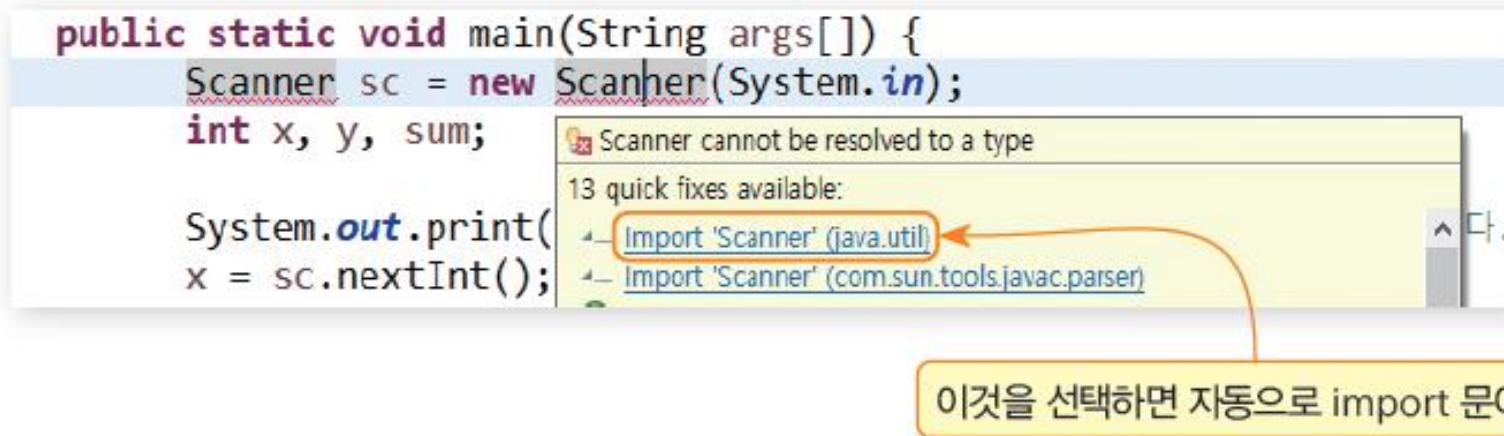 public static void main(String args[]) {
Scanner sc = new Scanner(System.in);
int x, y, sum;
Scanner cannot be resolved to a type
13 quick fixes available:
System.out.print(
Import 'Scanner' (java.util)
다.
x = sc.nextInt();
Import 'Scanner' (com.sun.tools.javac.parser)
이것을 선택하면 자동으로 import